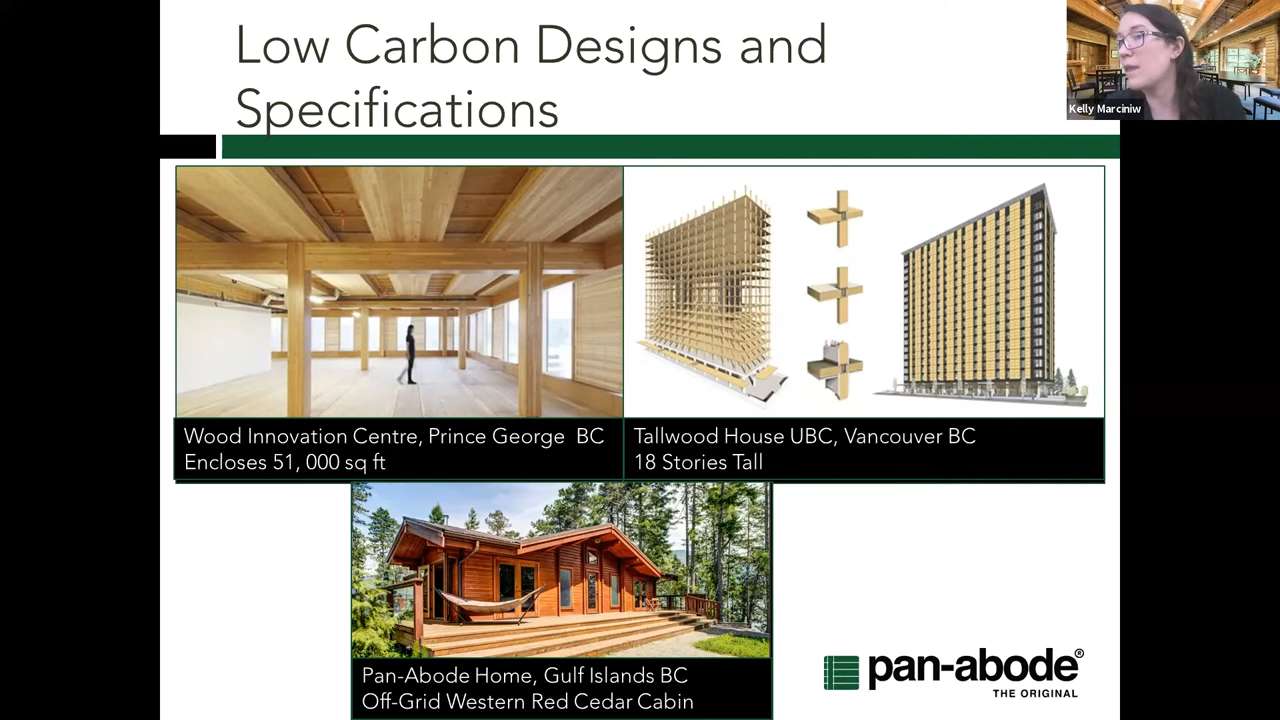 Low Carbon Designs and
Specifications
Kelly Marciniw
Wood Innovation Centre, Prince George BC
Encloses 51, 000 sq ft
Tallwood House UBC, Vancouver BC
18 Stories Tall
Pan-Abode Home, Gulf Islands BC
Off-Grid Western Red Cedar Cabin
pan-abode®
THE ORIGINAL